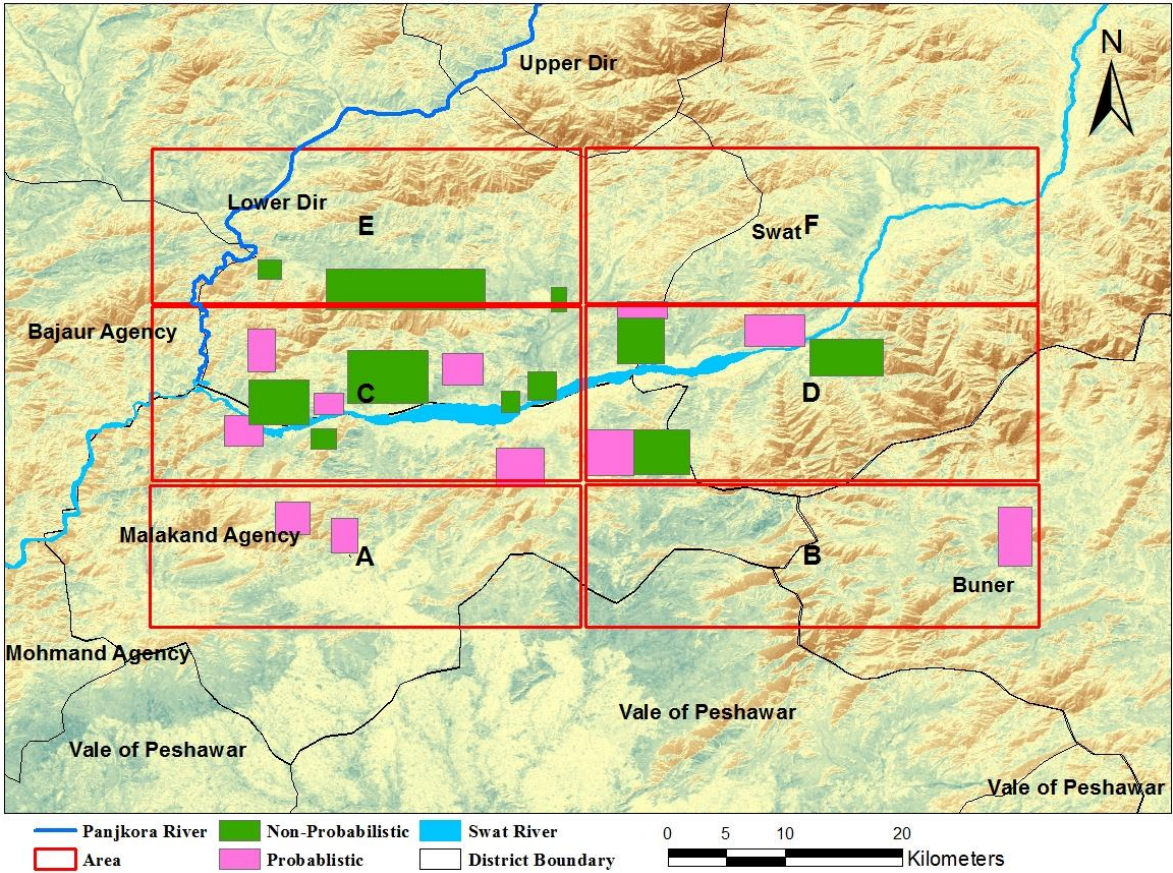 Upper Dir
N
Lower Dir
E
Swat
F
Bajaur Agency
C
D
Malakand Agency
A
B
Buner
Mohmand Agency
Vale of Peshawar
Vale of Peshawar
Vale of Peshawar
Panjkora River
Non-Probabilistic
Swat River
0 5 10 20
Area
Probablistic
District Boundary
Kilometers